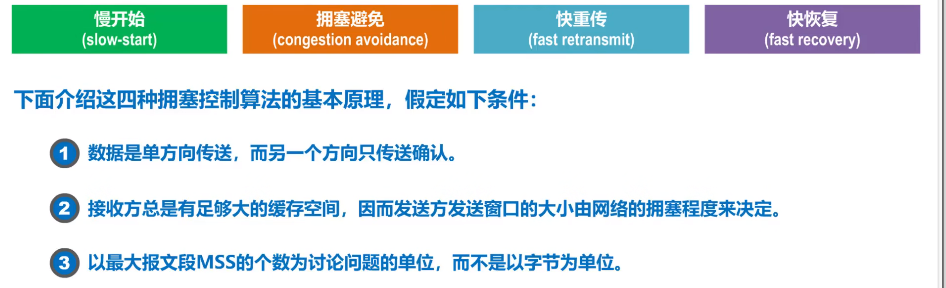 慢开始
(slow-start)
拥塞避免
(congestion avoidance)
快重传
(fast retransmit)
快恢复
(fast recovery)
下面介绍这四种拥塞控制算法的基本原理，假定如下条件：
1 数据是单方向传送，而另一个方向只传送确认。
2 接收方总是有足够大的缓存空间，因而发送方发送窗口的大小由网络的拥塞程度来决定。
3 以最大报文段MSS的个数为讨论问题的单位，而不是以字节为单位。